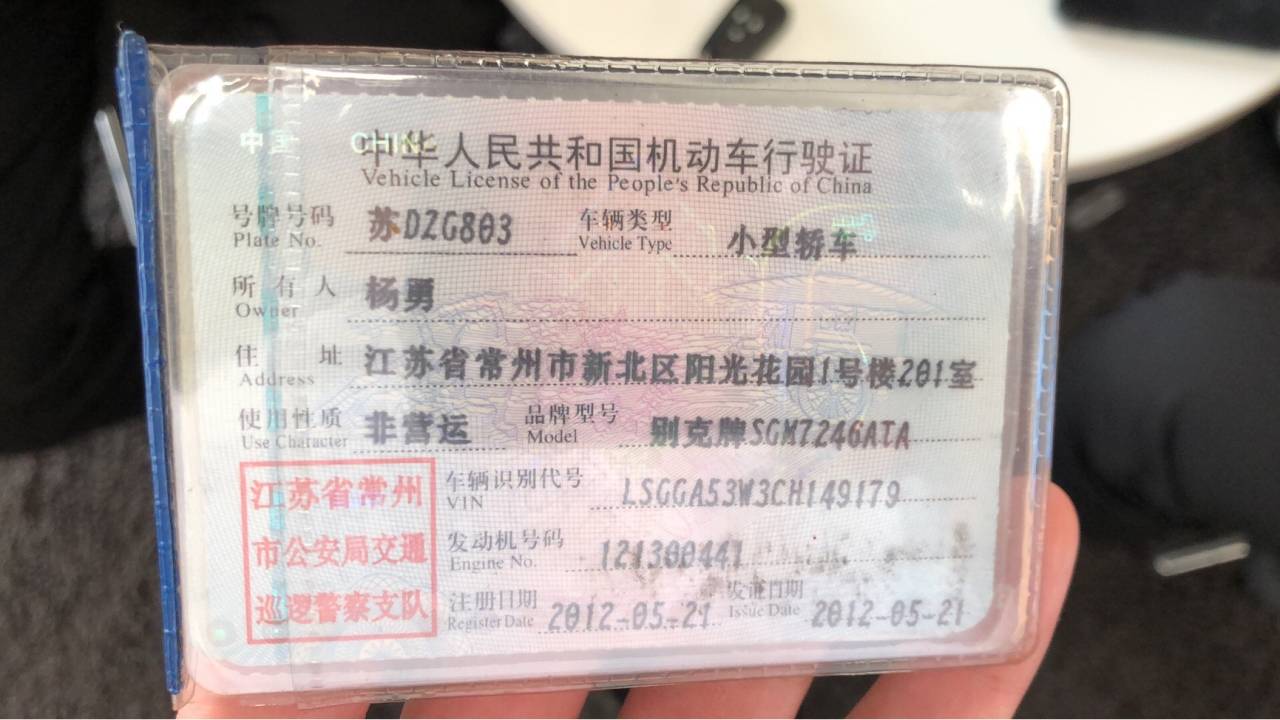 中国 CHINA
中华人民共和国机动车行驶证
Vehicle License of the People's Republic of China
号牌号码 苏DZG803 车辆类型 小型轿车
Plate No. Vehicle Type
所有人 杨勇
Owner
住址 江苏省常州市新北区阳光花园1号楼201室
Address
使用性质 非营运 品牌型号 别克牌SGM7246ATA
Use Character Model
江苏省常州
市公安局交通
巡逻警察支队
车辆识别代号 LSGGA53W3CH149179
VIN
发动机号码 121300441
Engine No.
注册日期 2012-05-21 发证日期 2012-05-21
Register Date Issue Date